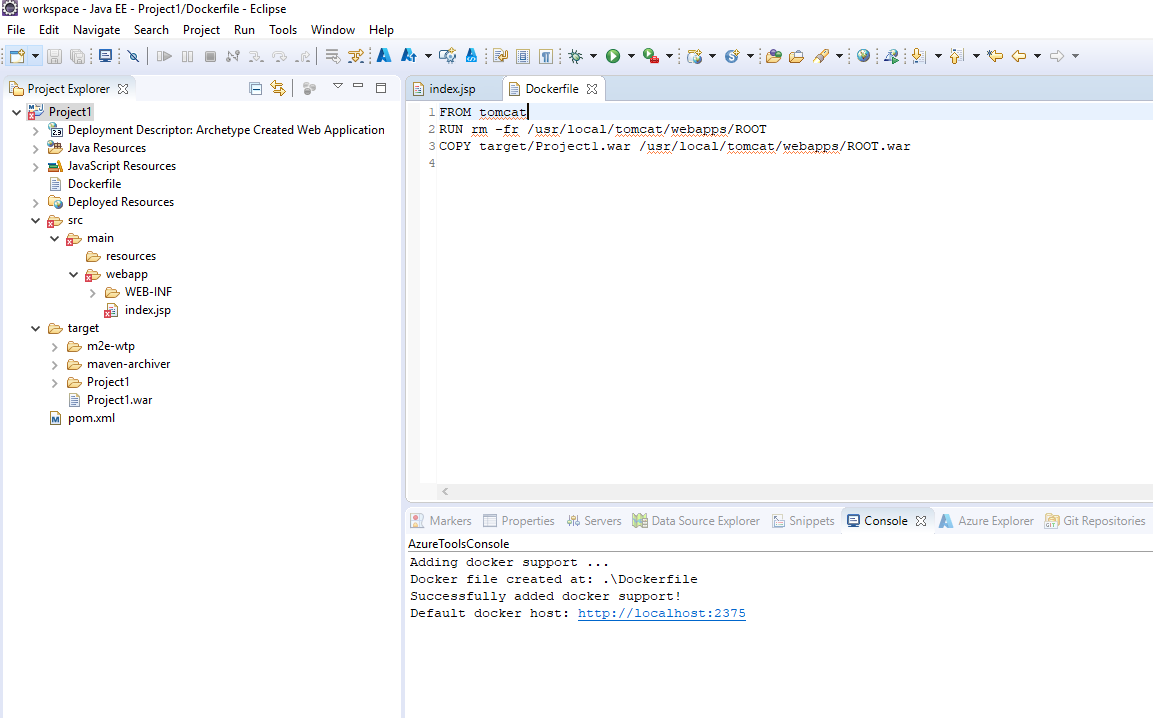 workspace - Java EE - Project1/Dockerfile - Eclipse
File Edit Navigate Search Project Run Tools Window Help
Project Explorer
Project1
Deployment Descriptor: Archetype Created Web Application
Java Resources
JavaScript Resources
Dockerfile
Deployed Resources
src
main
resources
webapp
WEB-INF
index.jsp
target
m2e-wtp
maven-archiver
Project1
Project1.war
pom.xml
index.jsp Dockerfile
1 FROM tomcat
2 RUN rm -fr /usr/local/tomcat/webapps/ROOT
3 COPY target/Project1.war /usr/local/tomcat/webapps/ROOT.war
4
Markers Properties Servers Data Source Explorer Snippets Console Azure Explorer Git Repositories
AzureToolsConsole
Adding docker support ...
Docker file created at: .\Dockerfile
Successfully added docker support!
Default docker host: http://localhost:2375